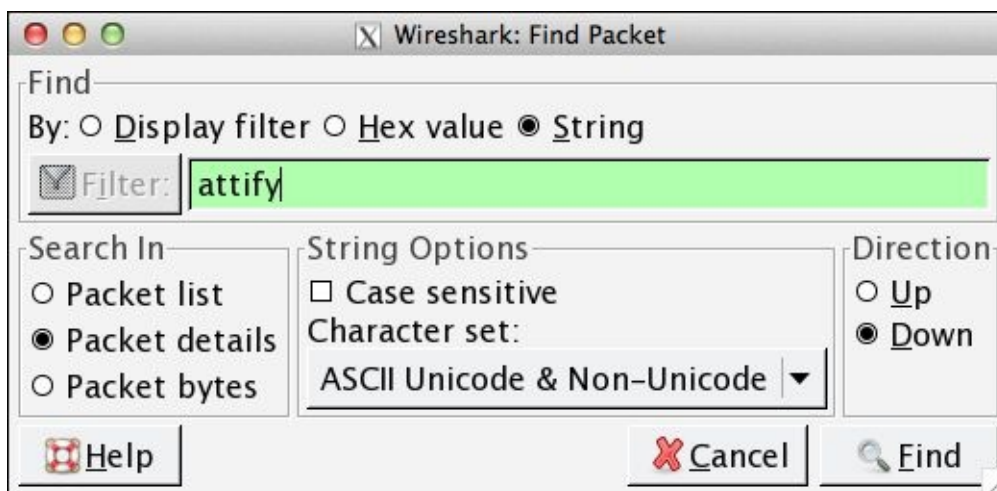 Wireshark: Find Packet
Find
By: Display filter Hex value String
Filter: attify
Search In
Packet list
Packet details
Packet bytes
String Options
Case sensitive
Character set:
ASCII Unicode & Non-Unicode
Direction
Up
Down
Help Cancel Find